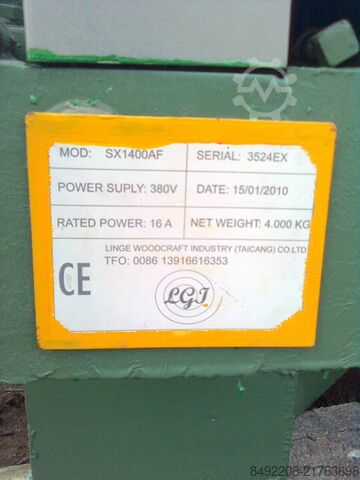 MOD: SX1400AF SERIAL: 3524EX
POWER SUPLY: 380V DATE: 15/01/2010
RATED POWER: 16 A NET WEIGHT: 4.000 KG
LINGE WOODCRAFT INDUSTRY (TAICANG) CO.LTD
TFO: 0086 13916616353
CE LGI
8492208-21763698